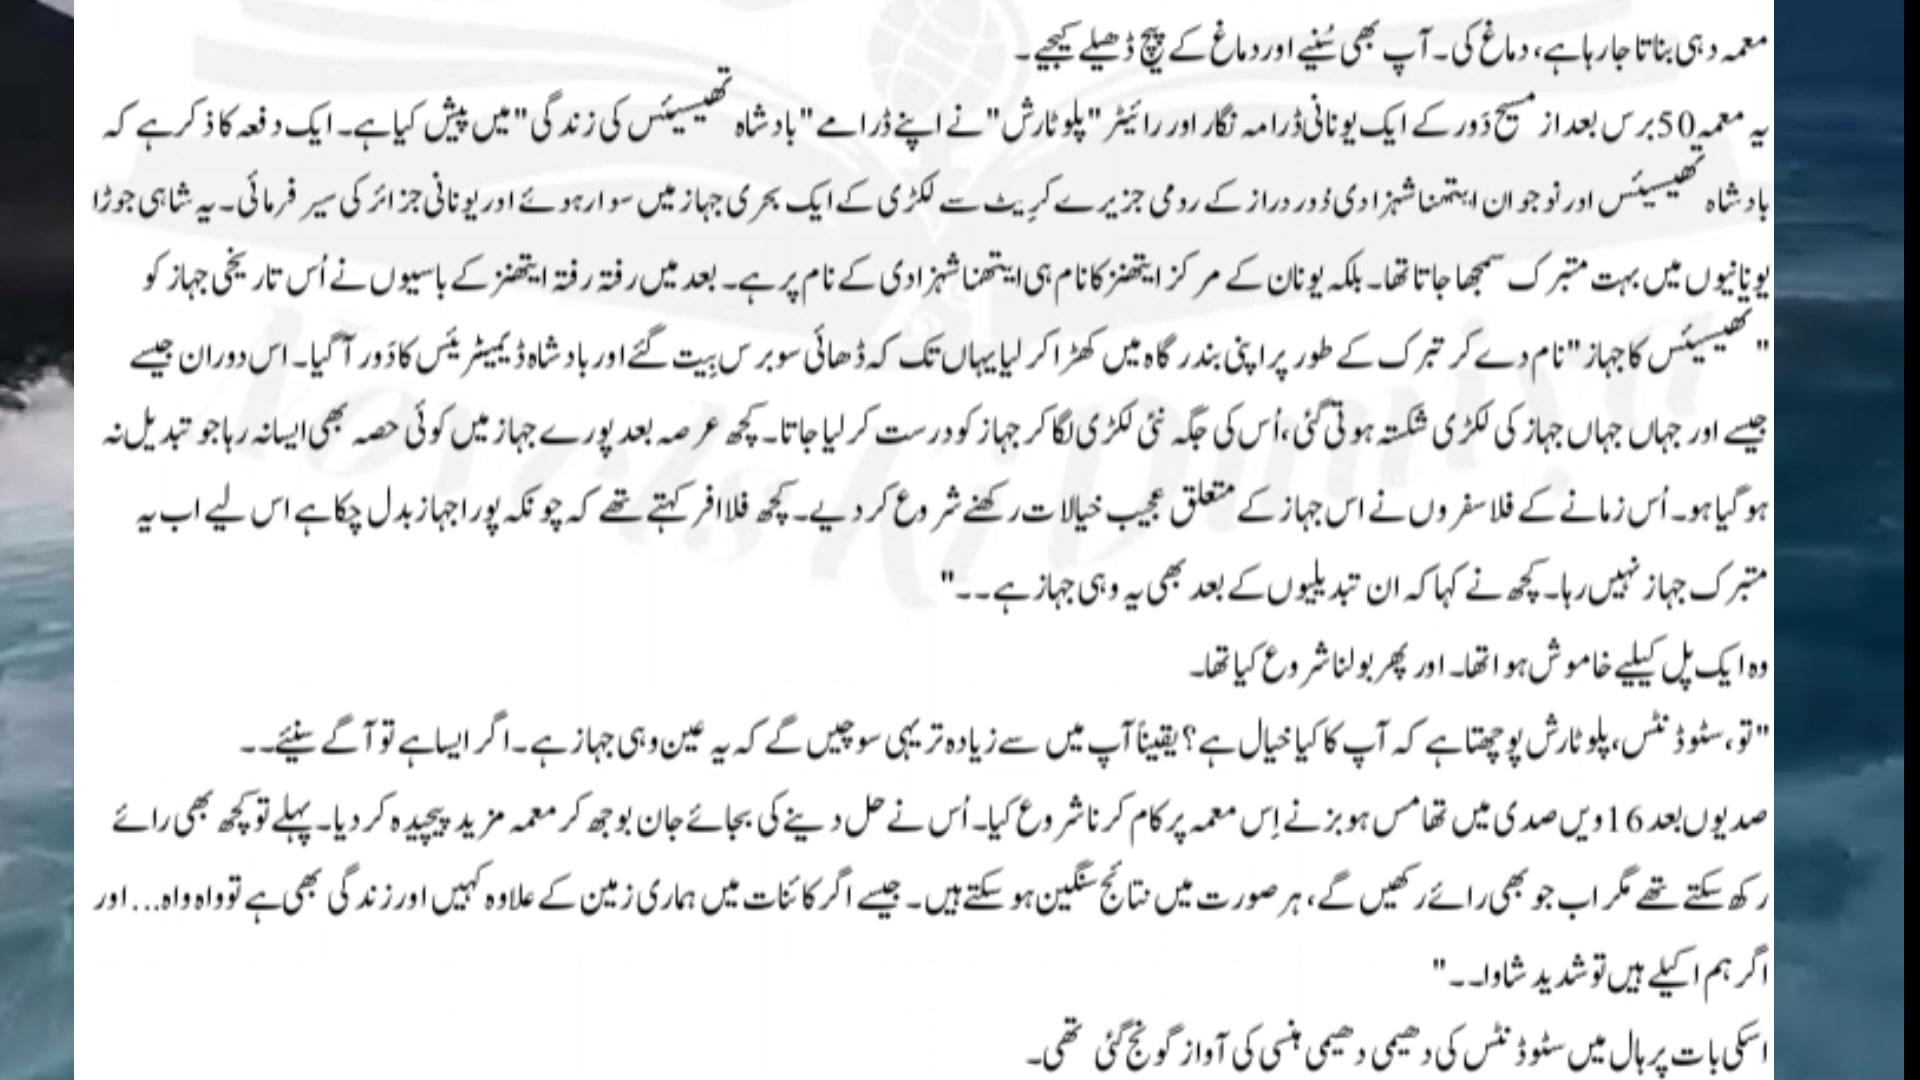 معمہ دہی بناتا جا رہا ہے، دماغ کی۔ آپ بھی سُنیے اور دماغ کے پیچ ڈھیلے کیجیے۔
یہ معمہ 50 برس بعد از مسیح دَور کے ایک یونانی ڈرامہ نگار اور رائیٹر "پلوٹارش" نے اپنے ڈرامے "بادشاہ تھیسیئس کی زندگی" میں پیش کیا ہے۔ ایک دفعہ کا ذکر ہے کہ
بادشاہ تھیسیئس اور نوجوان ایتھنا شہزادی دُور دراز کے رومی جزیرے کرِیٹ سے لکڑی کے ایک بحری جہاز میں سوار ہوئے اور یونانی جزائر کی سیر فرمائی۔ یہ شاہی جوڑا
یونانیوں میں بہت متبرک سمجھا جاتا تھا۔ بلکہ یونان کے مرکز ایتھنز کا نام ہی ایتھنا شہزادی کے نام پر ہے۔ بعد میں رفتہ رفتہ ایتھنز کے باسیوں نے اُس تاریخی جہاز کو
"تھیسیئس کا جہاز" نام دے کر تبرک کے طور پر اپنی بندرگاہ میں کھڑا کر لیا یہاں تک کہ ڈھائی سو برس بِیت گئے اور بادشاہ ڈیمیٹریئس کا دَور آ گیا۔ اس دوران جیسے
جیسے اور جہاں جہاں جہاز کی لکڑی شکستہ ہوتی گئی، اُس کی جگہ نئی لکڑی لگا کر جہاز کو درست کر لیا جاتا۔ کچھ عرصہ بعد پورے جہاز میں کوئی حصہ بھی ایسا نہ رہا جو تبدیل نہ
ہو گیا ہو۔ اُس زمانے کے فلاسفروں نے اس جہاز کے متعلق عجیب خیالات رکھنے شروع کر دیے۔ کچھ فلاافر کہتے تھے کہ چونکہ پورا جہاز بدل چکا ہے اس لیے اب یہ
متبرک جہاز نہیں رہا۔ کچھ نے کہا کہ ان تبدیلیوں کے بعد بھی یہ وہی جہاز ہے۔۔"
وہ ایک پل کیلیے خاموش ہوا تھا۔ اور پھر بولنا شروع کیا تھا۔
"تو، سٹوڈنٹس، پلوٹارش پوچھتا ہے کہ آپ کا کیا خیال ہے؟ یقیناً آپ میں سے زیادہ تر یہی سوچیں گے کہ یہ عین وہی جہاز ہے۔ اگر ایسا ہے تو آگے سنیئے۔۔
صدیوں بعد 16ویں صدی میں تھامس ہوبز نے اِس معمہ پر کام کرنا شروع کیا۔ اُس نے حل دینے کی بجائے جان بوجھ کر معمہ مزید پیچیدہ کر دیا۔ پہلے تو کچھ بھی رائے
رکھ سکتے تھے مگر اب جو بھی رائے رکھیں گے، ہر صورت میں نتائج سنگین ہو سکتے ہیں۔ جیسے اگر کائنات میں ہماری زمین کے علاوہ کہیں اور زندگی بھی ہے تو واہ واہ... اور
اگر ہم اکیلے ہیں تو شدید شاوا۔۔"
اسکی بات پر ہال میں سٹوڈنٹس کی دھیمی دھیمی ہنسی کی آواز گونج گئی تھی۔
Novels Ki Duniya